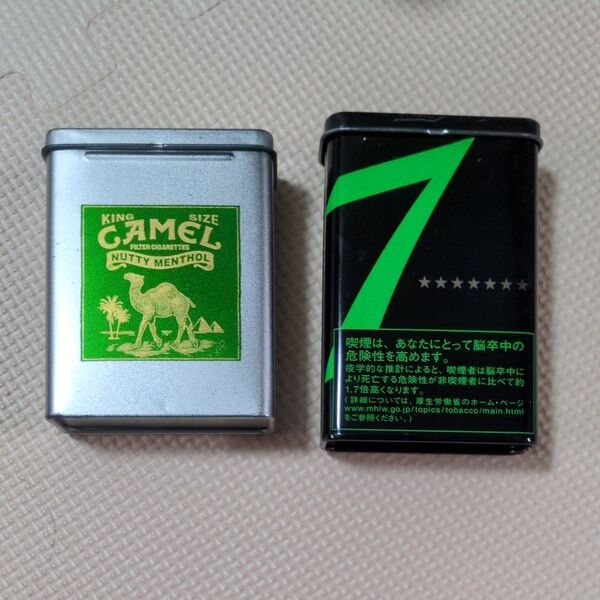 KING SIZE
CAMEL
FILTER CIGARETTES
NUTTY MENTHOL
7
★★★★★★★
喫煙は、あなたにとって脳卒中の
危険性を高めます。
疫学的な推計によると、喫煙者は脳卒中に
より死亡する危険性が非喫煙者に比べて約
1.7倍高くなります。
(詳細については、厚生労働省のホーム・ページ
www.mhlw.go.jp/topics/tobacco/main.html
をご参照ください。)